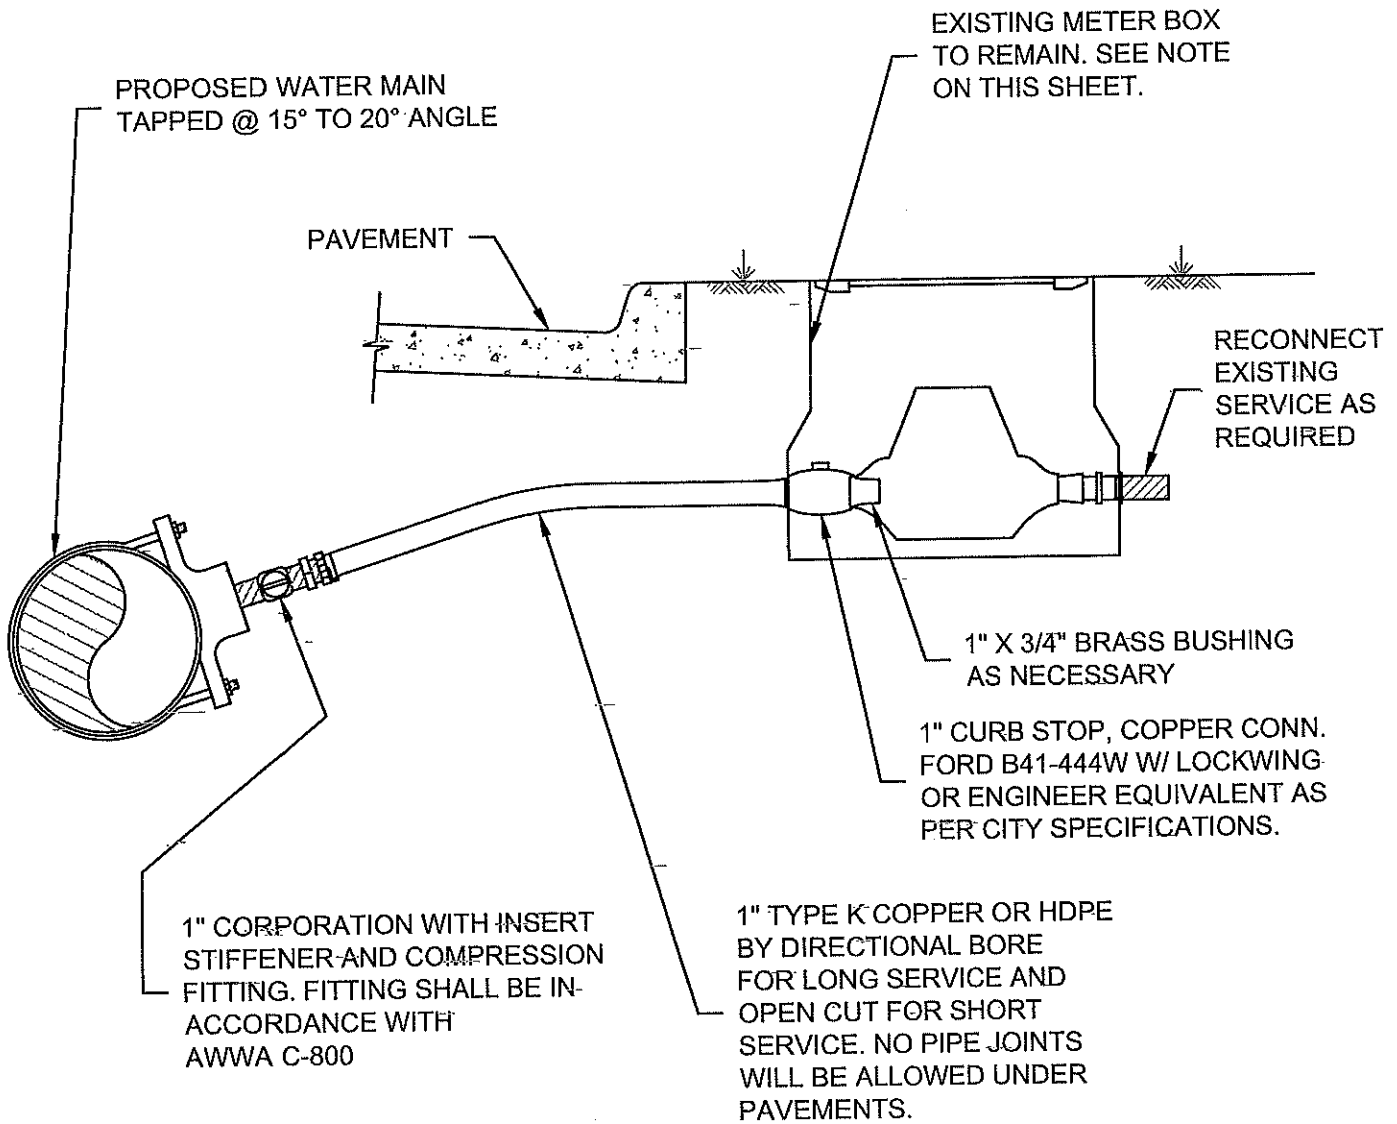 EXISTING METER BOX
TO REMAIN. SEE NOTE
ON THIS SHEET.
PROPOSED WATER MAIN
TAPPED @ 15° TO 20° ANGLE
PAVEMENT
RECONNECT
EXISTING
SERVICE AS
REQUIRED
1" X 3/4" BRASS BUSHING
AS NECESSARY
1" CURB STOP, COPPER CONN.
FORD B41-444W W/ LOCKWING
OR ENGINEER EQUIVALENT AS
PER CITY SPECIFICATIONS.
1" CORPORATION WITH INSERT
STIFFENER AND COMPRESSION
FITTING. FITTING SHALL BE IN
ACCORDANCE WITH
AWWA C-800
1" TYPE K COPPER OR HDPE
BY DIRECTIONAL BORE
FOR LONG SERVICE AND
OPEN CUT FOR SHORT
SERVICE. NO PIPE JOINTS
WILL BE ALLOWED UNDER
PAVEMENTS.